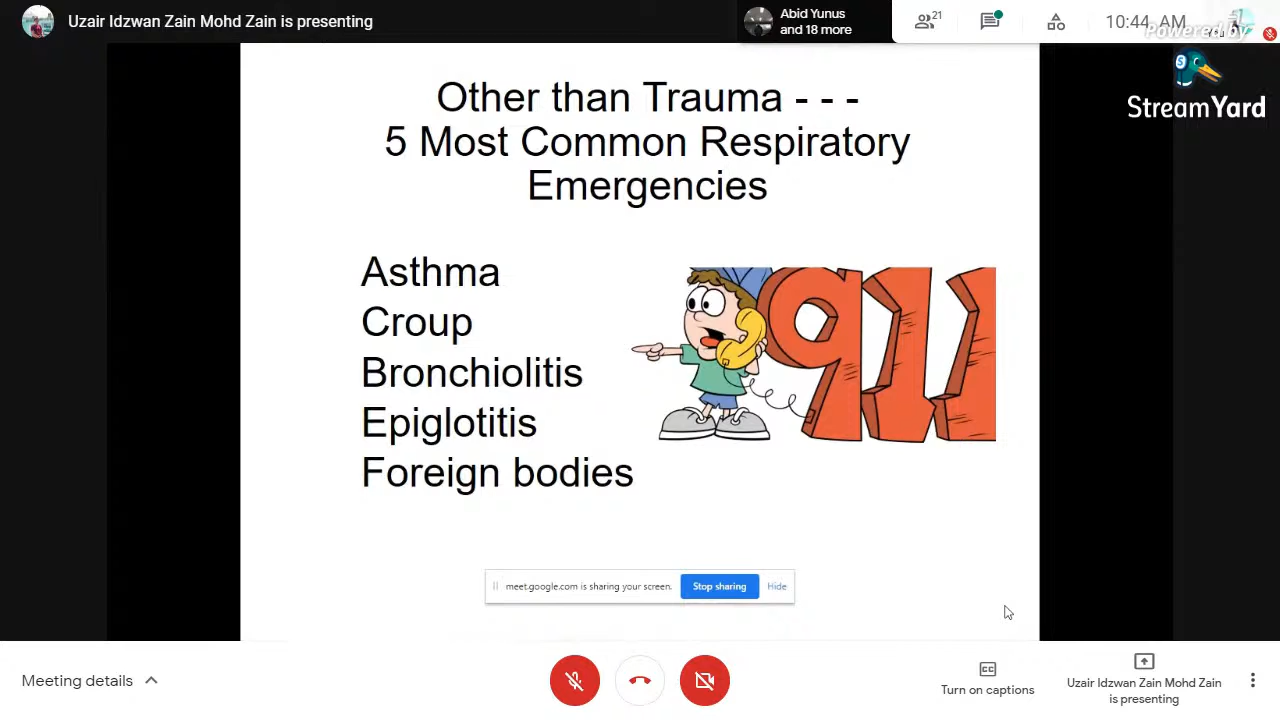 Uzair Idzwan Zain Mohd Zain is presenting
Abid Yunus
and 18 more
21
10:44 AM
Powered by
StreamYard
Other than Trauma - - -
5 Most Common Respiratory
Emergencies
Asthma
Croup
Bronchiolitis
Epiglotitis
Foreign bodies
911
meet.google.com is sharing your screen.
Stop sharing
Hide
Meeting details
CC
Turn on captions
Uzair Idzwan Zain Mohd Zain
is presenting